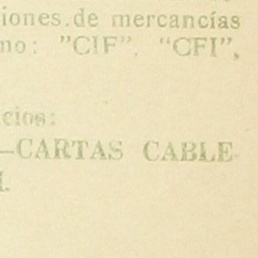 iones.de mercancías
no: "CIF". "CFI",
cios:
—CARTAS CABLE-